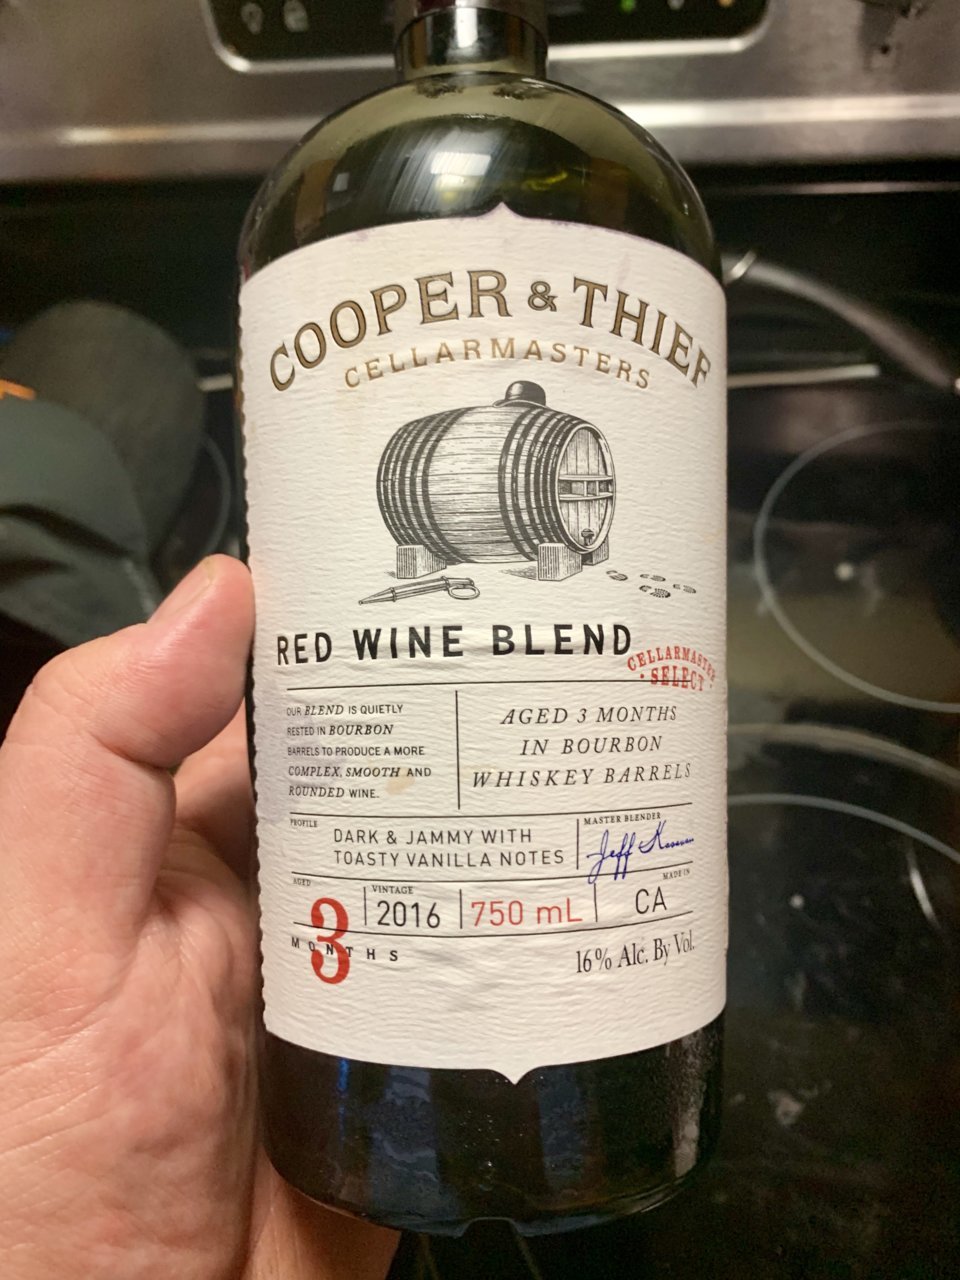 COOPER & THIEF
CELLARMASTERS
RED WINE BLEND
CELLARMASTER
· SELECT ·
OUR BLEND IS QUIETLY
RESTED IN BOURBON
BARRELS TO PRODUCE A MORE
COMPLEX, SMOOTH AND
ROUNDED WINE.
AGED 3 MONTHS
IN BOURBON
WHISKEY BARRELS
PROFILE
DARK & JAMMY WITH
TOASTY VANILLA NOTES
MASTER BLENDER
Jeff
AGED
3
MONTHS
VINTAGE
2016
750 mL
MADE IN
CA
16% Alc. By Vol.